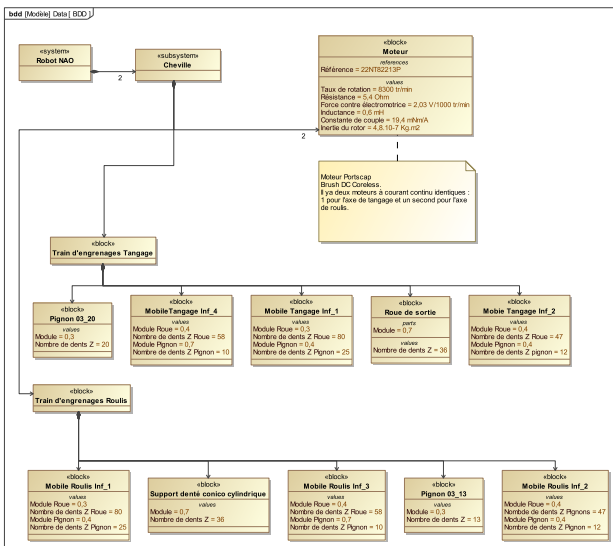 bdd [Modèle] Data [ BDD ]
«system»
Robot NAO
2
«subsystem»
Cheville
«block»
Moteur
references
Référence = 22NT82213P
values
Taux de rotation = 8300 tr/min
Résistance = 5,4 Ohm
Force contre électromotrice = 2,03 V/1000 tr/min
Inductance = 0,6 mH
Constante de couple = 19,4 mNm/A
Inertie du rotor = 4,8.10-7 Kg.m2
2
Moteur Portscap
Brush DC Coreless.
Il ya deux moteurs à courant continu identiques :
1 pour l'axe de tangage et un second pour l'axe
de roulis.
«block»
Train d'engrenages Tangage
«block»
Pignon 03_20
values
Module = 0,3
Nombre de dents Z = 20
«block»
MobileTangage Inf_4
values
Module Roue = 0,4
Nombre de dents Z Roue = 58
Module Pignon = 0,7
Nombre de dents Z Pignon = 10
«block»
Mobile Tangage Inf_1
values
Module Roue = 0.3
Nombre de dents Z Roue = 80
Module Pignon = 0.4
Nombre de dents Z Pignon = 25
«block»
Roue de sortie
parts
Module = 0,7
values
Nombre de dents Z = 36
«block»
Mobie Tangage Inf_2
values
Module Roue = 0.4
Nombre de dents Z Roue = 47
Module Pignon = 0,4
Nombre de dents Z pignon = 12
«block»
Train d'engrenages Roulis
«block»
Mobile Roulis Inf_1
values
Module Roue = 0.3
Nombre de dents Z Roue = 80
Module Pignon = 0.4
Nombre de dents Z Pignon = 25
«block»
Support denté conico cylindrique
values
Module = 0,7
Nombre de dents Z = 36
«block»
Mobile Roulis Inf_3
values
Module Roue = 0,4
Nombre de dents Z Roue = 58
Module Pignon = 0,7
Nombre de dents Z Pignon = 10
«block»
Pignon 03_13
values
Module = 0,3
Nombre de dents Z = 13
«block»
Mobile Roulis Inf_2
values
Module Roue = 0,4
Nombde de dents Z Pignons = 47
Module Pignon = 0,4
Nombre de dents Z Pignon = 12